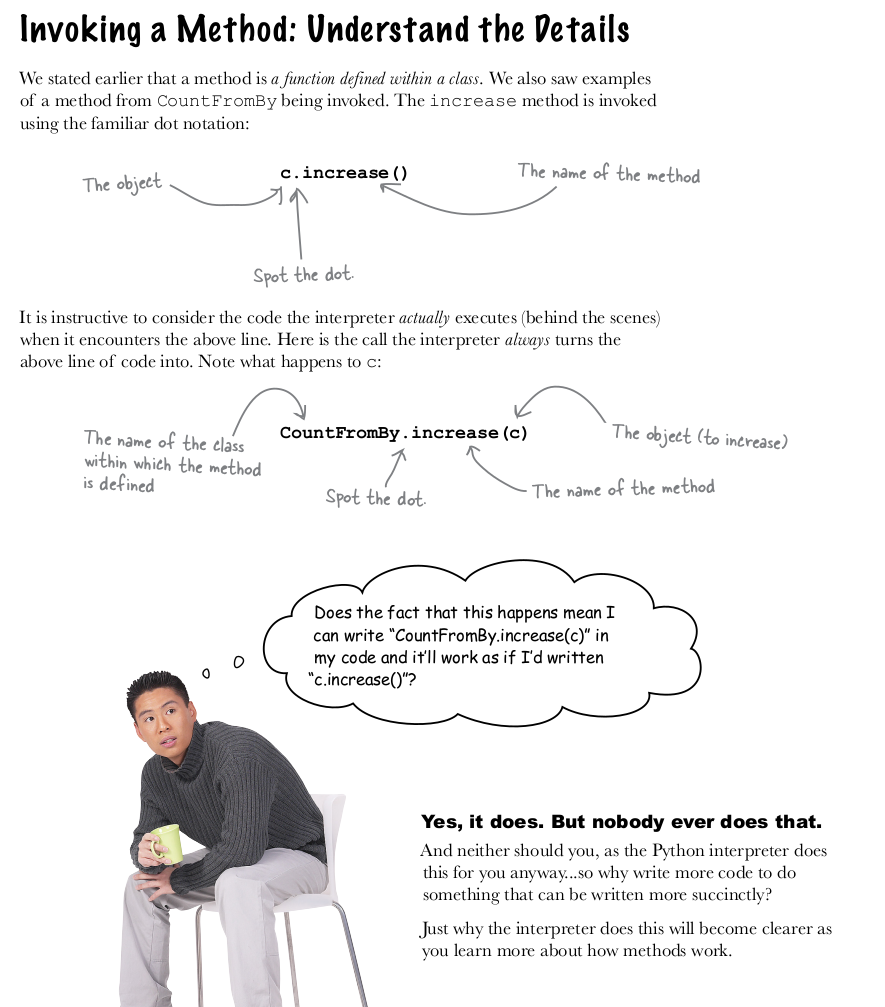 Invoking a Method: Understand the Details
We stated earlier that a method is a function defined within a class. We also saw examples
of a method from CountFromBy being invoked. The increase method is invoked
using the familiar dot notation:
The object
c.increase()
The name of the method
Spot the dot.
It is instructive to consider the code the interpreter actually executes (behind the scenes)
when it encounters the above line. Here is the call the interpreter always turns the
above line of code into. Note what happens to c:
The name of the class
within which the method
is defined
CountFromBy.increase(c)
The object (to increase)
Spot the dot.
The name of the method
Does the fact that this happens mean I
can write “CountFromBy.increase(c)” in
my code and it’ll work as if I’d written
“c.increase()”?
Yes, it does. But nobody ever does that.
And neither should you, as the Python interpreter does
this for you anyway...so why write more code to do
something that can be written more succinctly?
Just why the interpreter does this will become clearer as
you learn more about how methods work.